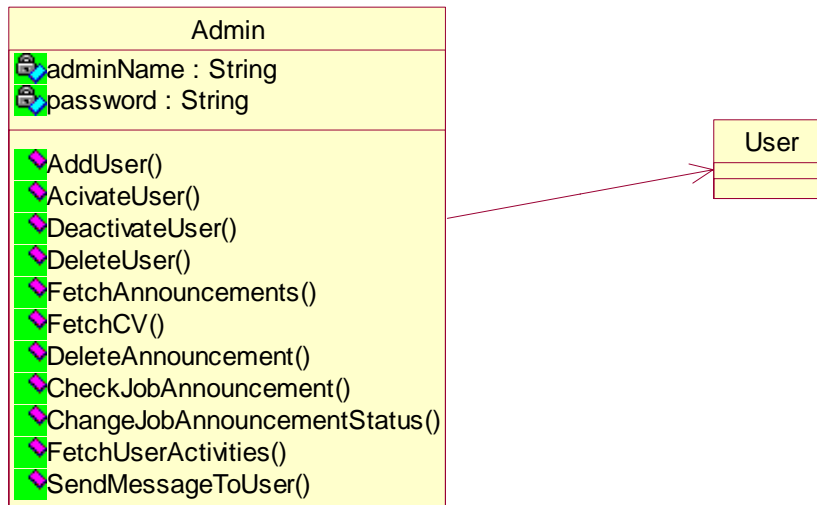 Admin
adminName : String
password : String
User
AddUser()
AcivateUser()
DeactivateUser()
DeleteUser()
FetchAnnouncements()
FetchCV()
DeleteAnnouncement()
CheckJobAnnouncement()
ChangeJobAnnouncementStatus()
FetchUserActivities()
SendMessageToUser()